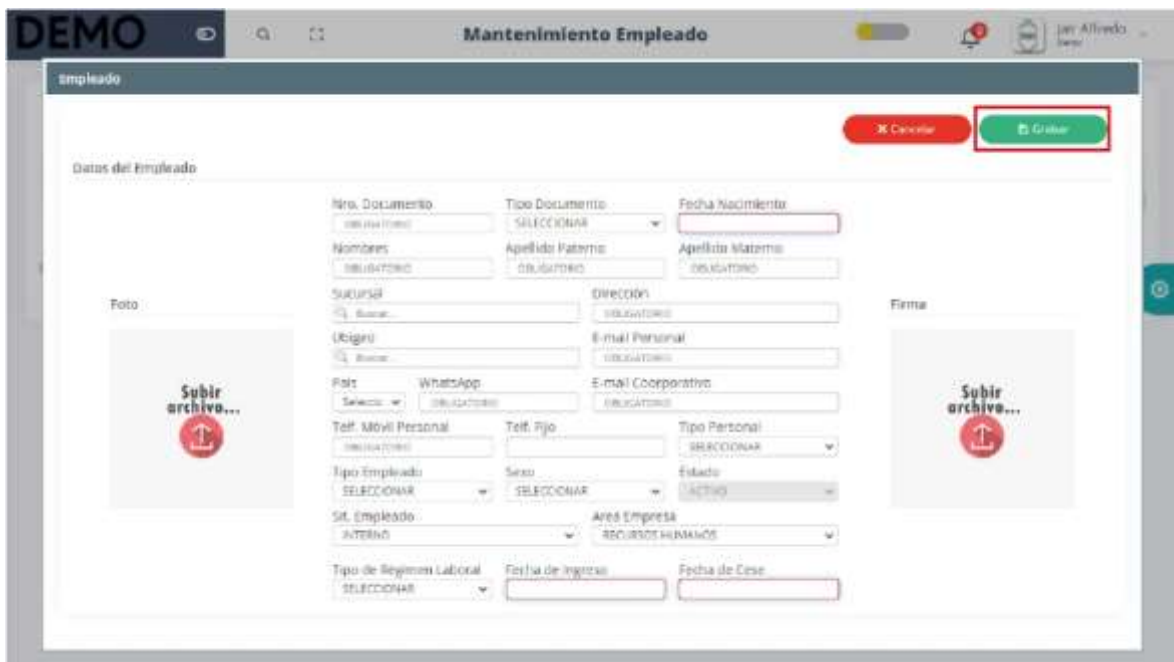 DEMO
Mantenimiento Empleado
Empleado
Cancelar
Grabar
Datos del Empleado
Nro. Documento Tipo Documento Fecha Nacimiento
OBLIGATORIO SELECCIONAR
Nombres Apellido Paterno Apellido Materno
OBLIGATORIO OBLIGATORIO OBLIGATORIO
Sucursal Dirección
Buscar... OBLIGATORIO
Ubigeo E-mail Personal
Buscar... OBLIGATORIO
País WhatsApp E-mail Coorporativo
Selecci OBLIGATORIO OBLIGATORIO
Telf. Móvil Personal Telf. Fijo Tipo Personal
OBLIGATORIO SELECCIONAR
Tipo Empleado Sexo Estado
SELECCIONAR SELECCIONAR ACTIVO
Sit. Empleado Area Empresa
INTERNO RECURSOS HUMANOS
Tipo de Regimen Laboral Fecha de Ingreso Fecha de Cese
SELECCIONAR
Foto
Subir
archivo...
Firma
Subir
archivo...